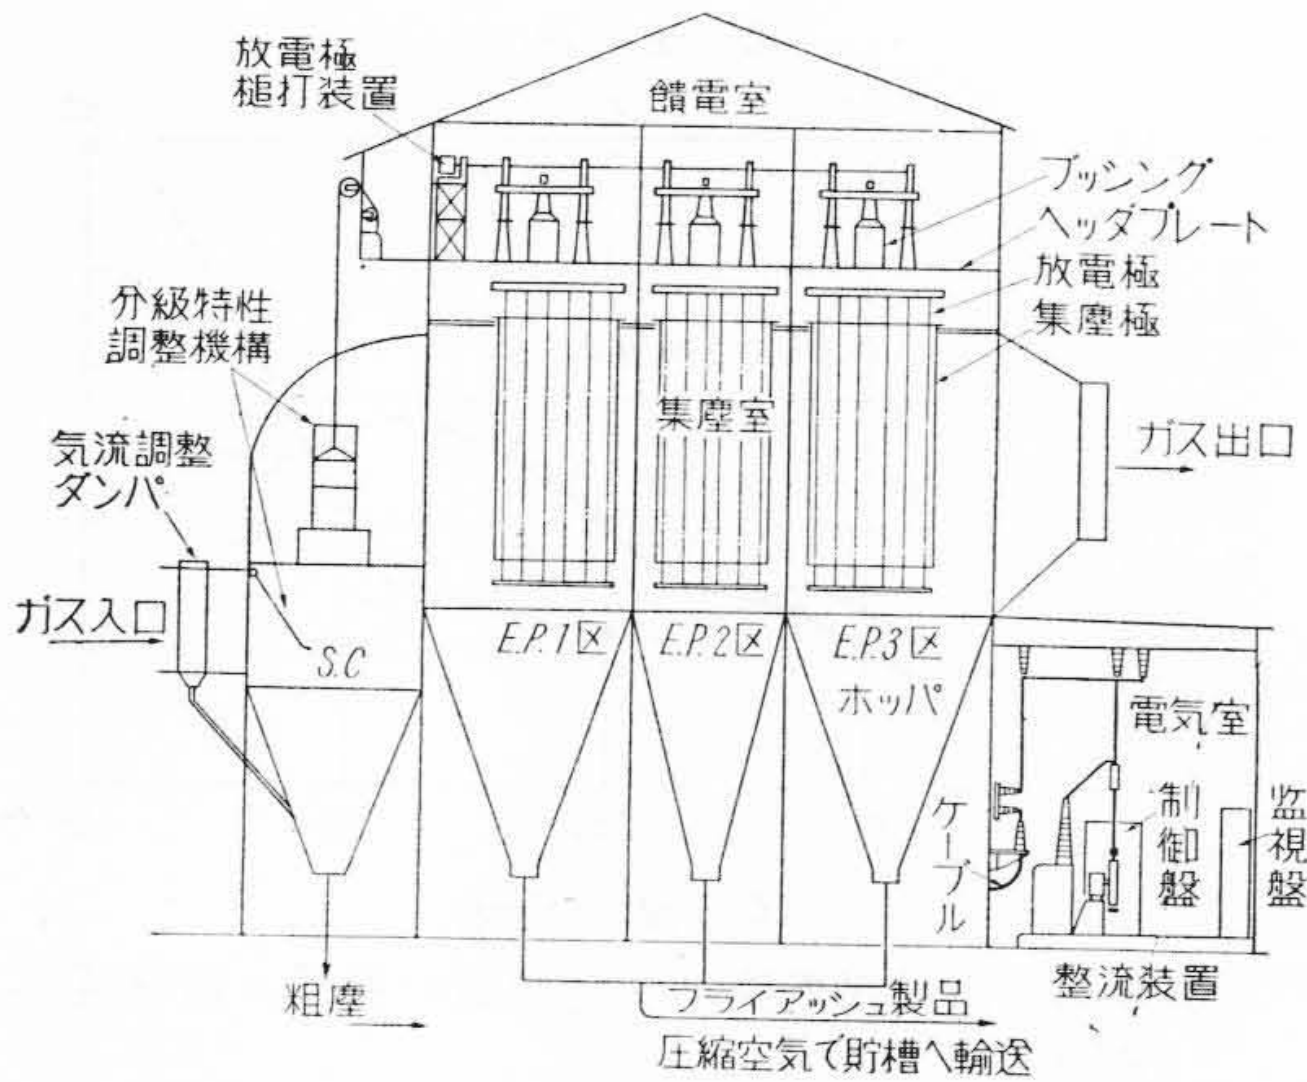 放電極
槌打装置
饋電室
ブッシング
ヘッダプレート
放電極
集塵極
分級特性
調整機構
集塵室
気流調整
ダンパ
ガス出口
ガス入口
S.C
E.P.1区
E.P.2区
E.P.3区
ホッパ
電気室
ケーブル
制御盤
監視盤
整流装置
粗塵
フライアッシュ製品
圧縮空気で貯槽へ輸送